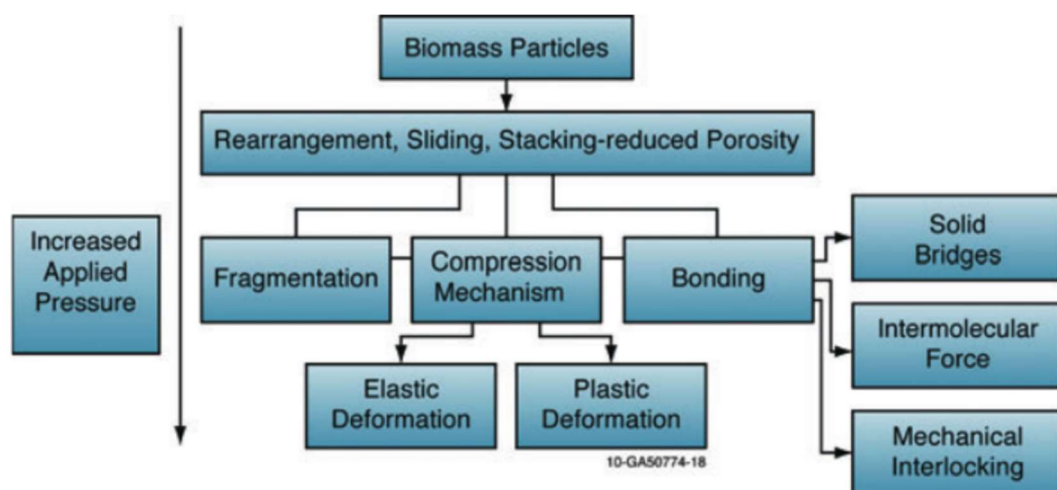 Biomass Particles
Rearrangement, Sliding, Stacking-reduced Porosity
Increased
Applied
Pressure
Fragmentation
Compression
Mechanism
Bonding
Solid
Bridges
Intermolecular
Force
Mechanical
Interlocking
Elastic
Deformation
Plastic
Deformation
10-GA50774-18